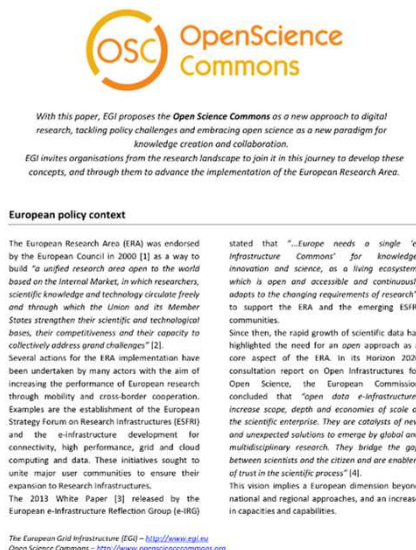 OSC
OpenScience
Commons
With this paper, EGI proposes the Open Science Commons as a new approach to digital
research, tackling policy challenges and embracing open science as a new paradigm for
knowledge creation and collaboration.
EGI invites organisations from the research landscape to join it in this journey to develop these
concepts, and through them to advance the implementation of the European Research Area.
European policy context
The European Research Area (ERA) was endorsed
by the European Council in 2000 [1] as a way to
build "a unified research area open to the world
based on the Internal Market, in which researchers,
scientific knowledge and technology circulate freely
and through which the Union and its Member
States strengthen their scientific and technological
bases, their competitiveness and their capacity to
collectively address grand challenges" [2].
Several actions for the ERA implementation have
been undertaken by many actors with the aim of
increasing the performance of European research
through mobility and cross-border cooperation.
Examples are the establishment of the European
Strategy Forum on Research Infrastructures (ESFRI)
and the e-infrastructure development for
connectivity, high performance, grid and cloud
computing and data. These initiatives sought to
unite major user communities to ensure their
expansion to Research Infrastructures.
The 2013 White Paper [3] released by the
European e-Infrastructure Reflection Group (e-IRG)
stated that "...Europe needs a single 'e-
Infrastructure Commons' for knowledge,
innovation and science, as a living ecosystem
which is open and accessible and continuously
adapts to the changing requirements of research"
to support the ERA and the emerging ESFRI
communities.
Since then, the rapid growth of scientific data has
highlighted the need for an open approach as a
core aspect of the ERA. In its Horizon 2020
consultation report on Open Infrastructures for
Open Science, the European Commission
concluded that "open data e-Infrastructures
increase scope, depth and economies of scale of
the scientific enterprise. They are catalysts of new
and unexpected solutions to emerge by global and
multidisciplinary research. They bridge the gap
between scientists and the citizen and are enablers
of trust in the scientific process" [4].
This vision implies a European dimension beyond
national and regional approaches, and an increase
in capacities and capabilities.
The European Grid Infrastructure (EGI) – http://www.egi.eu
Open Science Commons – http://www.opensciencecommons.org